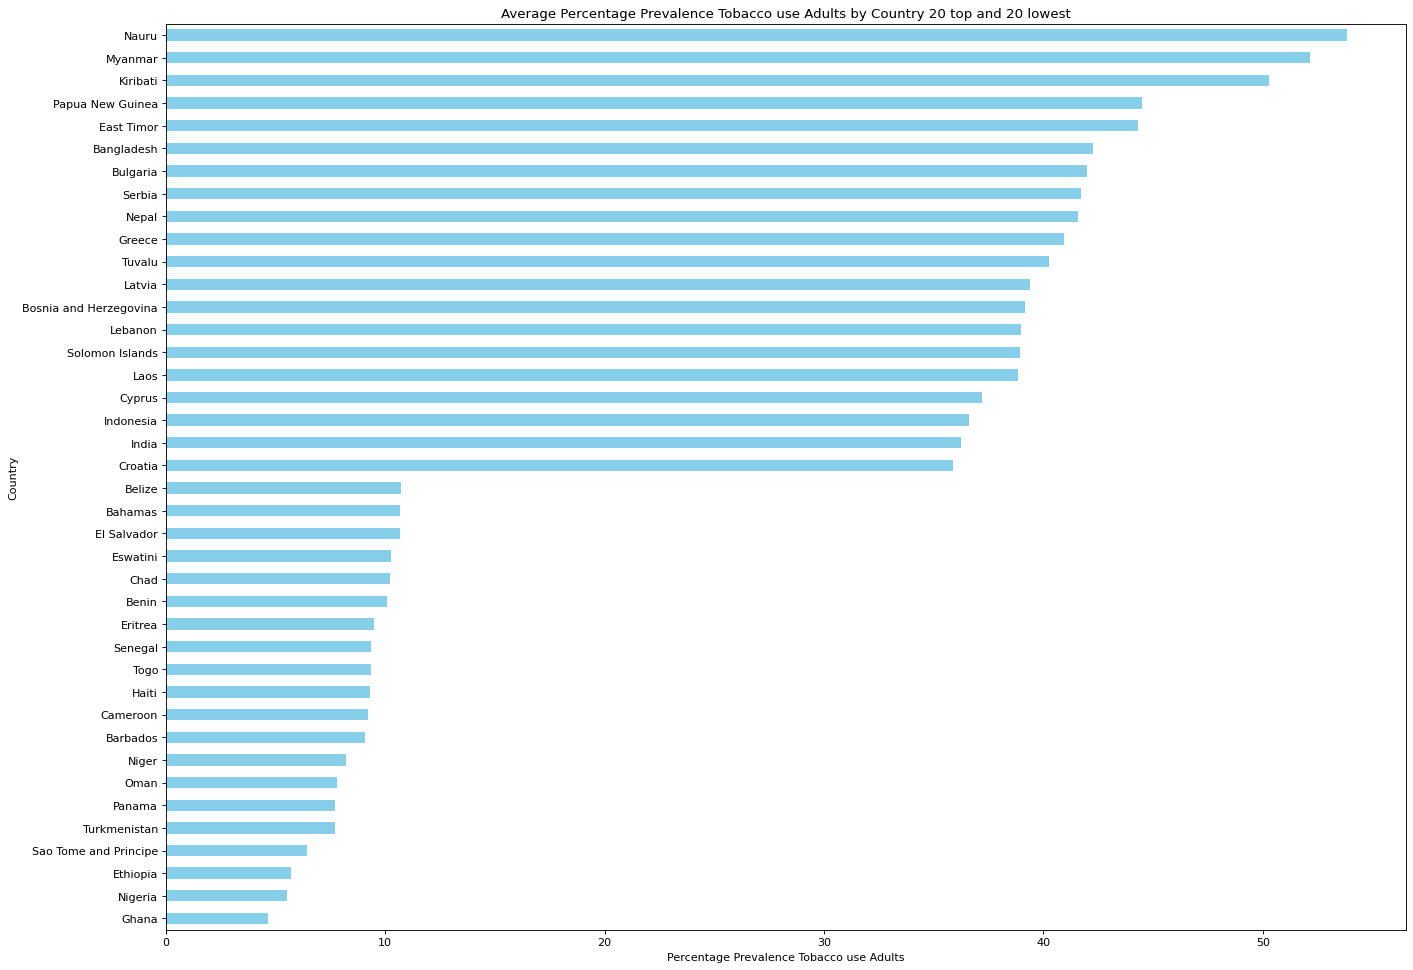 Average Percentage Prevalence Tobacco use Adults by Country 20 top and 20 lowest
Nauru
Myanmar
Kiribati
Papua New Guinea
East Timor
Bangladesh
Bulgaria
Serbia
Nepal
Greece
Tuvalu
Latvia
Bosnia and Herzegovina
Lebanon
Solomon Islands
Laos
Cyprus
Indonesia
India
Croatia
Belize
Bahamas
El Salvador
Eswatini
Chad
Benin
Eritrea
Senegal
Togo
Haiti
Cameroon
Barbados
Niger
Oman
Panama
Turkmenistan
Sao Tome and Principe
Ethiopia
Nigeria
Ghana
Country
0 10 20 30 40 50
Percentage Prevalence Tobacco use Adults